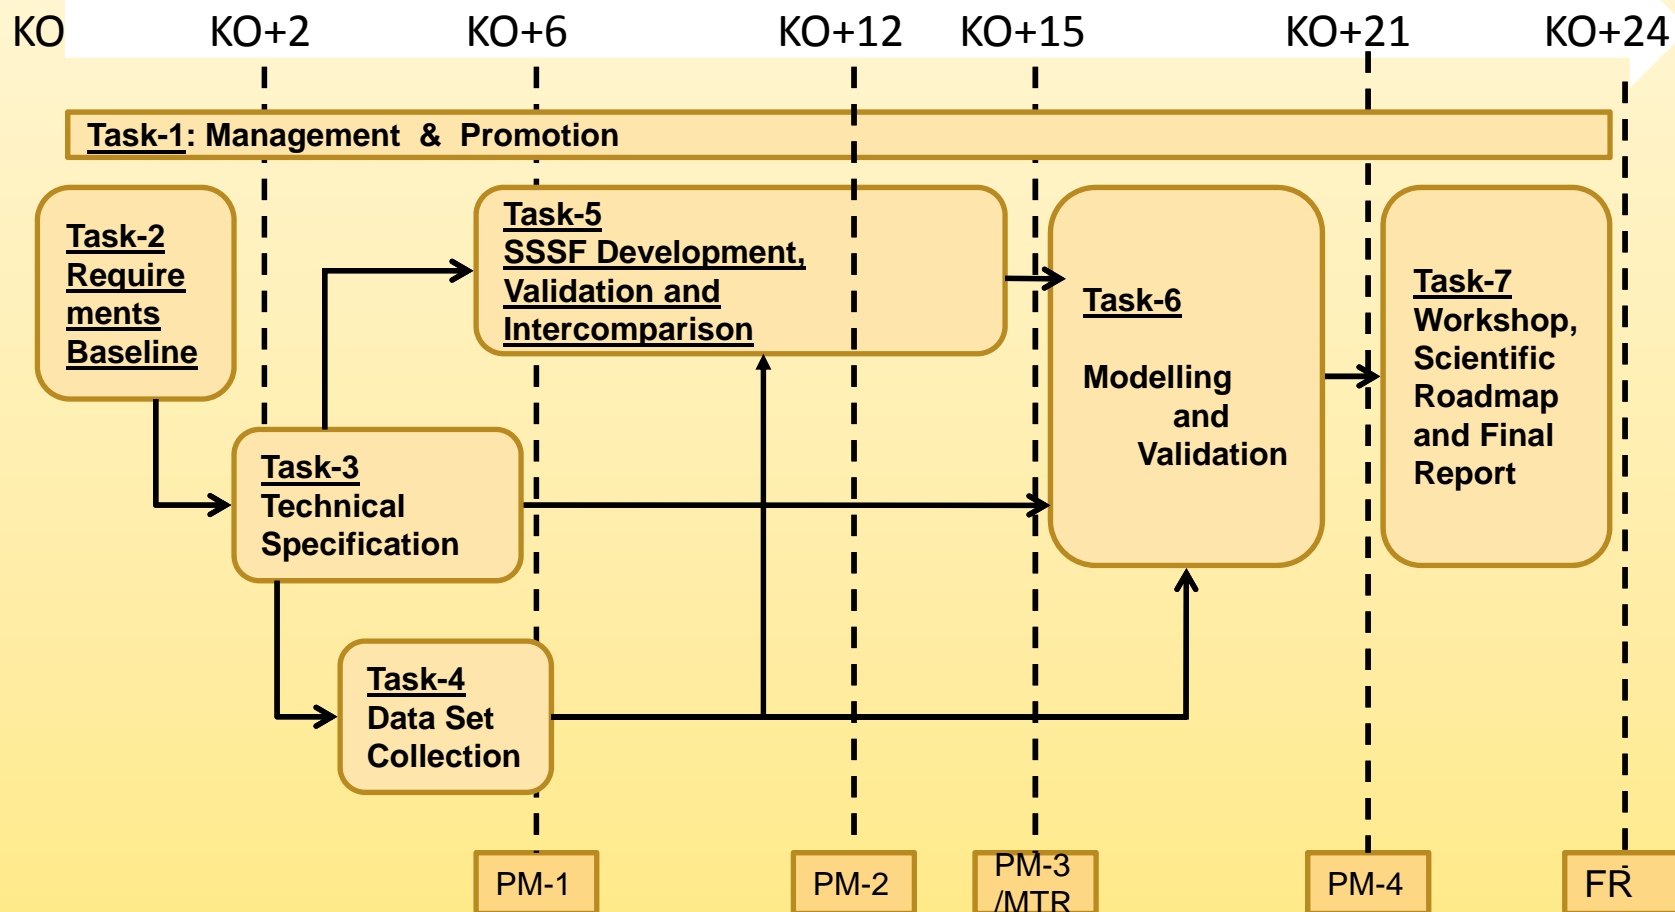 KO KO+2 KO+6 KO+12 KO+15 KO+21 KO+24
Task-1: Management & Promotion
Task-2
Require
ments
Baseline
Task-5
SSSF Development,
Validation and
Intercomparison
Task-6
Modelling
and
Validation
Task-7
Workshop,
Scientific
Roadmap
and Final
Report
Task-3
Technical
Specification
Task-4
Data Set
Collection
PM-1
PM-2
PM-3
/MTR
PM-4
FR